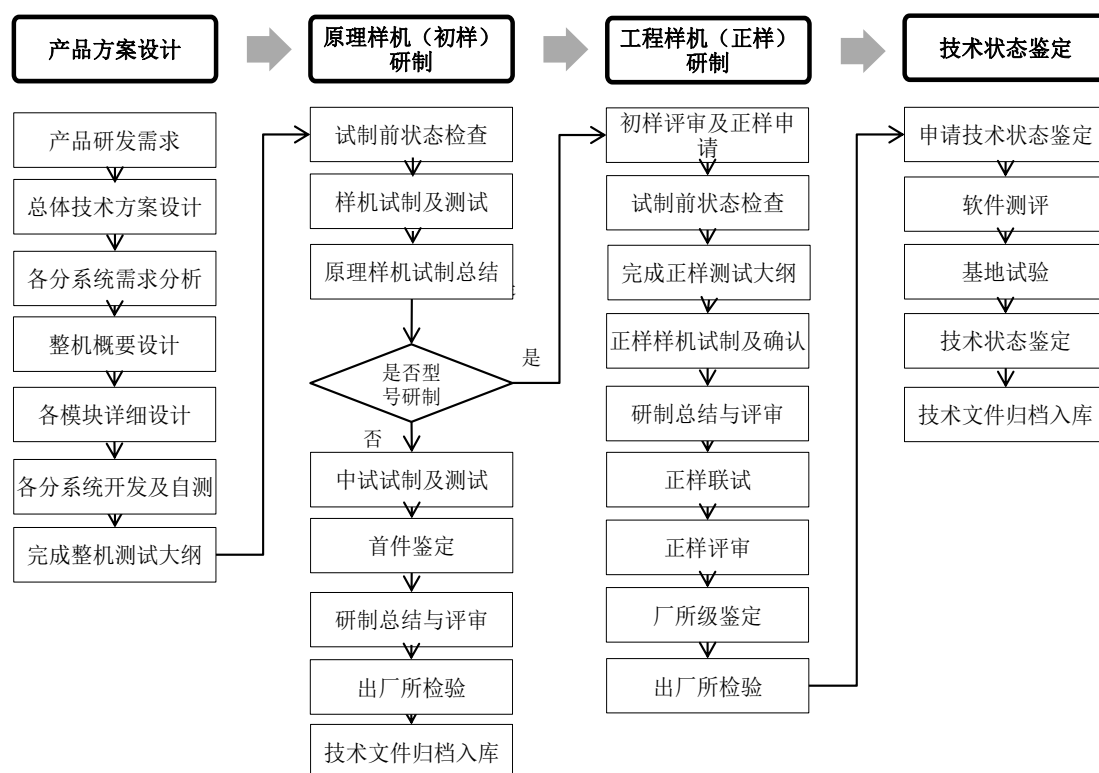 产品方案设计
原理样机（初样）
研制
工程样机（正样）
研制
技术状态鉴定
产品研发需求
总体技术方案设计
各分系统需求分析
整机概要设计
各模块详细设计
各分系统开发及自测
完成整机测试大纲
试制前状态检查
样机试制及测试
原理样机试制总结
是否型
号研制
是
否
中试试制及测试
首件鉴定
研制总结与评审
出厂所检验
技术文件归档入库
初样评审及正样申
请
试制前状态检查
完成正样测试大纲
正样样机试制及确认
研制总结与评审
正样联试
正样评审
厂所级鉴定
出厂所检验
申请技术状态鉴定
软件测评
基地试验
技术状态鉴定
技术文件归档入库